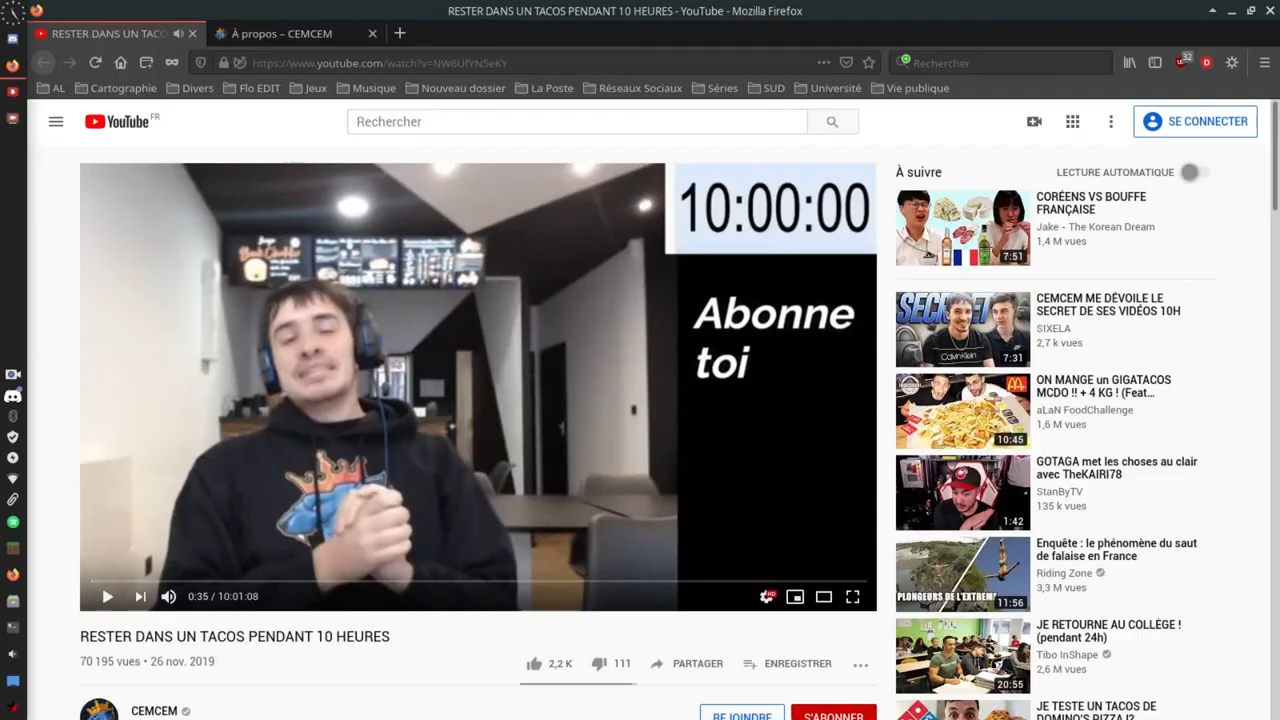 RESTER DANS UN TACOS PENDANT 10 HEURES - YouTube - Mozilla Firefox
RESTER DANS UN TACO
À propos – CEMCEM
https://www.youtube.com/watch?v=NW6UfYN5eKY
32
Rechercher
AL
Cartographie
Divers
Flo EDIT
Jeux
Musique
Nouveau dossier
La Poste
Réseaux Sociaux
Séries
SUD
Université
Vie publique
YouTube FR
Rechercher
SE CONNECTER
10:00:00
Abonne
toi
HD
0:35 / 10:01:08
RESTER DANS UN TACOS PENDANT 10 HEURES
70 195 vues • 26 nov. 2019
2,2 K
111
PARTAGER
ENREGISTRER
CEMCEM
REJOINDRE
S'ABONNER
À suivre
LECTURE AUTOMATIQUE
7:51
CORÉENS VS BOUFFE
FRANÇAISE
Jake - The Korean Dream
1,4 M vues
SECRET
Calvin Klein
7:31
CEMCEM ME DÉVOILE LE
SECRET DE SES VIDÉOS 10H
SIXELA
2,7 k vues
10:45
ON MANGE un GIGATACOS
MCDO !! + 4 KG ! (Feat...
aLaN FoodChallenge
1,6 M vues
1:42
GOTAGA met les choses au clair
avec TheKAIRI78
StanByTV
135 k vues
PLONGEURS DE L'EXTREME
11:56
Enquête : le phénomène du saut
de falaise en France
Riding Zone
3,3 M vues
20:55
JE RETOURNE AU COLLÈGE !
(pendant 24h)
Tibo InShape
2,6 M vues
JE TESTE UN TACOS DE
DOMINO'S PIZZA !?